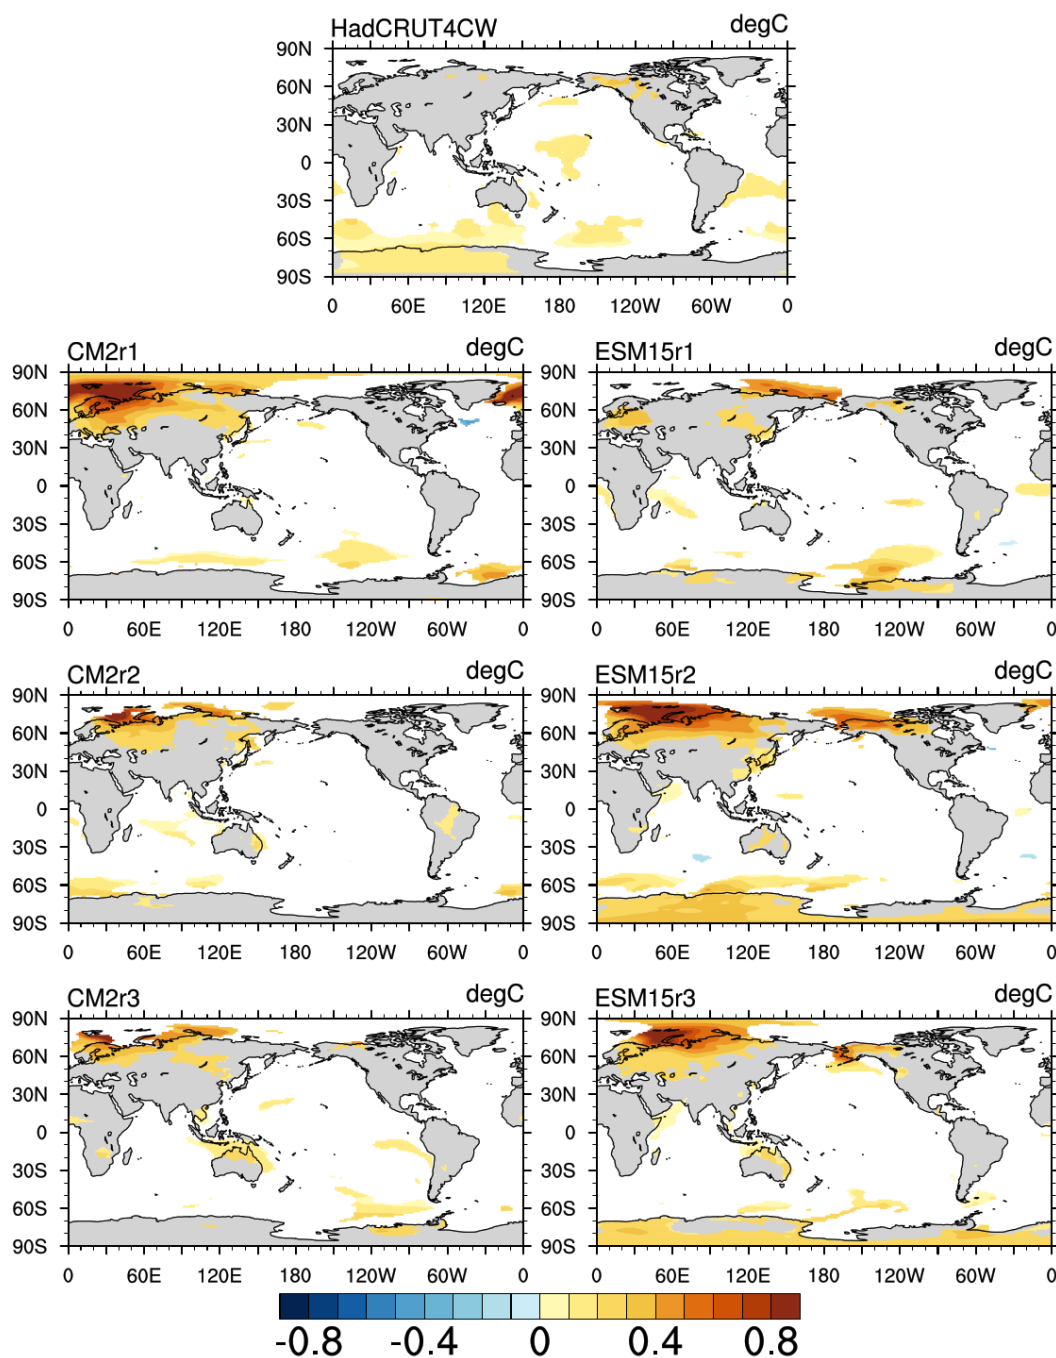 HadCRUT4CW degC
90N
60N
30N
0
30S
60S
90S
0 60E 120E 180 120W 60W 0
CM2r1 degC
90N
60N
30N
0
30S
60S
90S
0 60E 120E 180 120W 60W 0
ESM15r1 degC
90N
60N
30N
0
30S
60S
90S
0 60E 120E 180 120W 60W 0
CM2r2 degC
90N
60N
30N
0
30S
60S
90S
0 60E 120E 180 120W 60W 0
ESM15r2 degC
90N
60N
30N
0
30S
60S
90S
0 60E 120E 180 120W 60W 0
CM2r3 degC
90N
60N
30N
0
30S
60S
90S
0 60E 120E 180 120W 60W 0
ESM15r3 degC
90N
60N
30N
0
30S
60S
90S
0 60E 120E 180 120W 60W 0
-0.8 -0.4 0 0.4 0.8